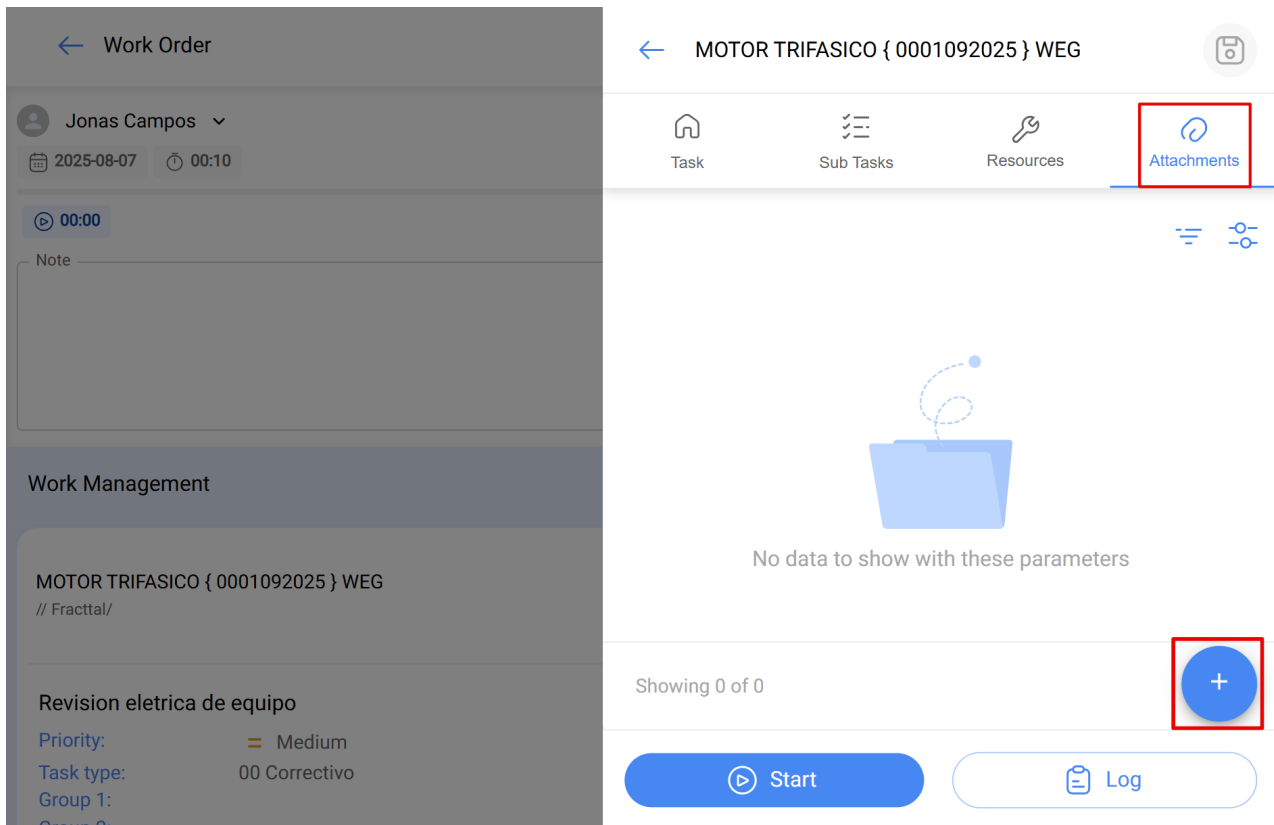 Work Order
Jonas Campos
2025-08-07 00:10
00:00
Note
Work Management
MOTOR TRIFASICO { 0001092025 } WEG
// Fracttal/
Revision eletrica de equipo
Priority: Medium
Task type: 00 Correctivo
Group 1:
Group 2:
MOTOR TRIFASICO { 0001092025 } WEG
Task Sub Tasks Resources Attachments
No data to show with these parameters
Showing 0 of 0
+
Start Log